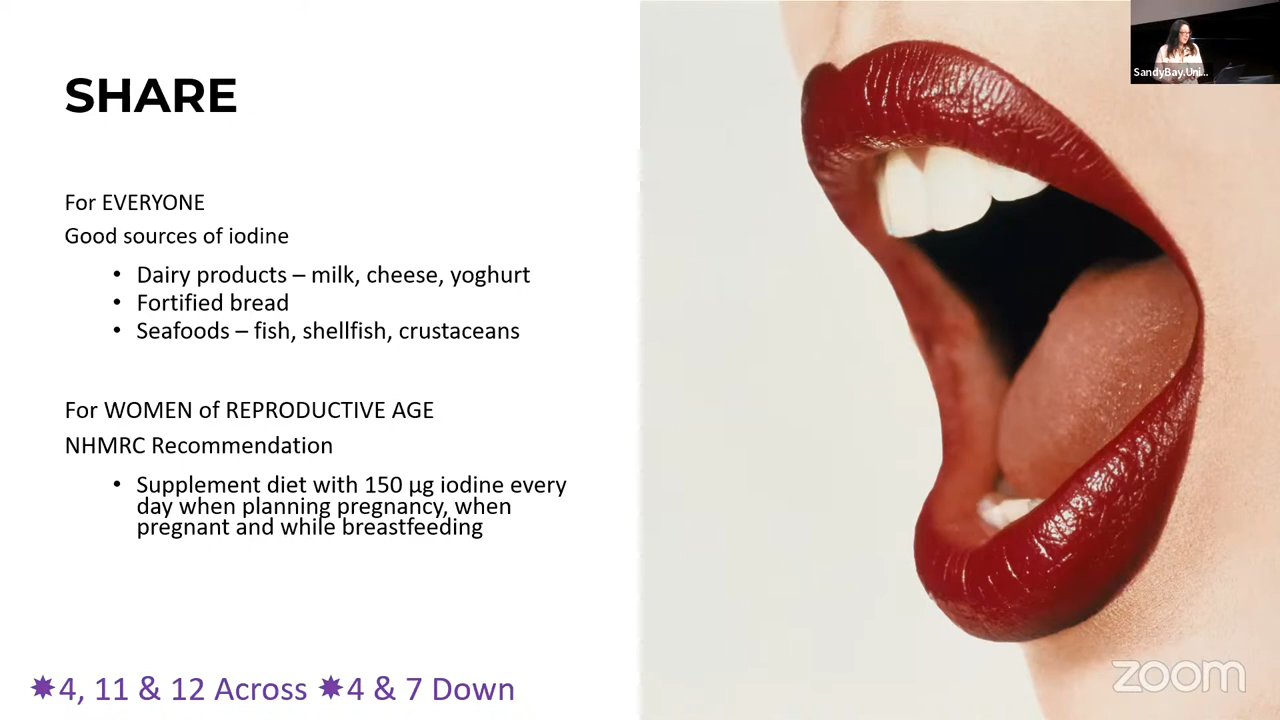 SHARE
For EVERYONE
Good sources of iodine
• Dairy products – milk, cheese, yoghurt
• Fortified bread
• Seafoods – fish, shellfish, crustaceans
For WOMEN of REPRODUCTIVE AGE
NHMRC Recommendation
• Supplement diet with 150 µg iodine every
day when planning pregnancy, when
pregnant and while breastfeeding
✸4, 11 & 12 Across ✸4 & 7 Down
SandyBay.Uni...
zoom